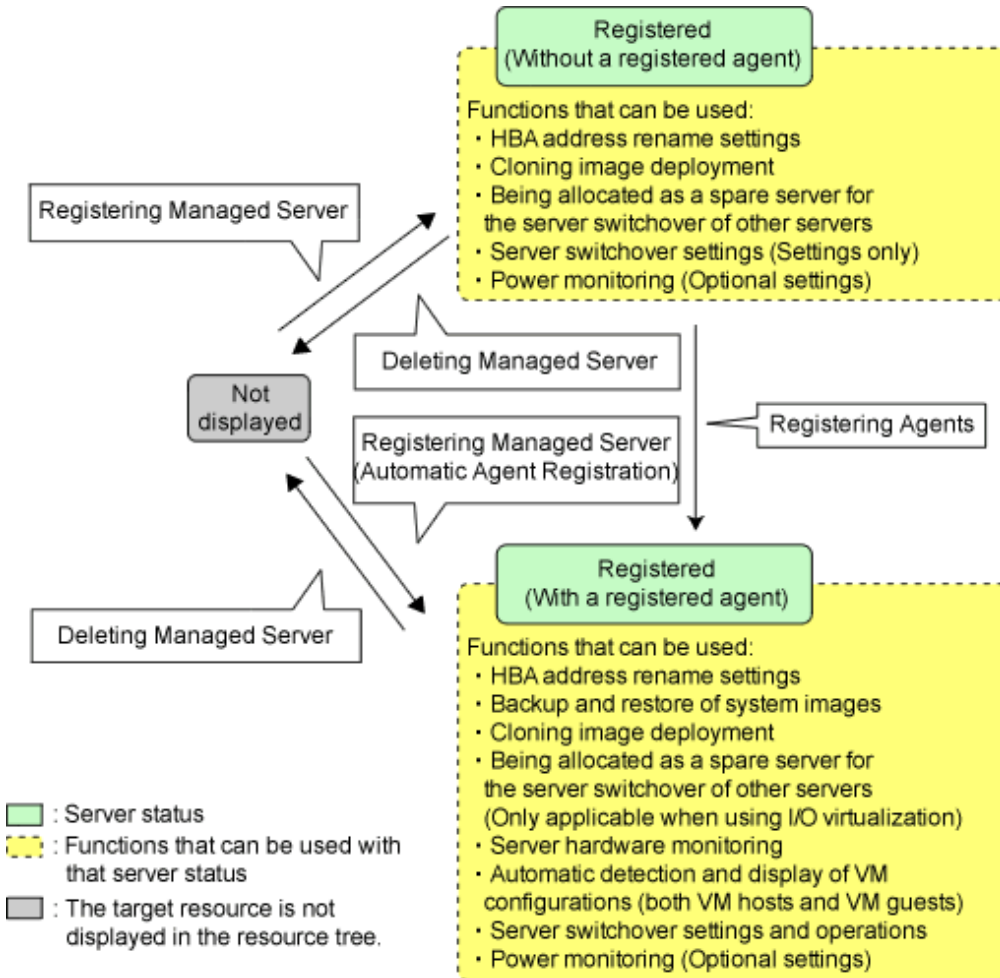 Registered
(Without a registered agent)
Functions that can be used:
・HBA address rename settings
・Cloning image deployment
・Being allocated as a spare server for
the server switchover of other servers
・Server switchover settings (Settings only)
・Power monitoring (Optional settings)
Registering Managed Server
Deleting Managed Server
Not
displayed
Registering Managed Server
(Automatic Agent Registration)
Registering Agents
Deleting Managed Server
Registered
(With a registered agent)
Functions that can be used:
・HBA address rename settings
・Backup and restore of system images
・Cloning image deployment
・Being allocated as a spare server for
the server switchover of other servers
(Only applicable when using I/O virtualization)
・Server hardware monitoring
・Automatic detection and display of VM
configurations (both VM hosts and VM guests)
・Server switchover settings and operations
・Power monitoring (Optional settings)
: Server status
: Functions that can be used with
that server status
: The target resource is not
displayed in the resource tree.